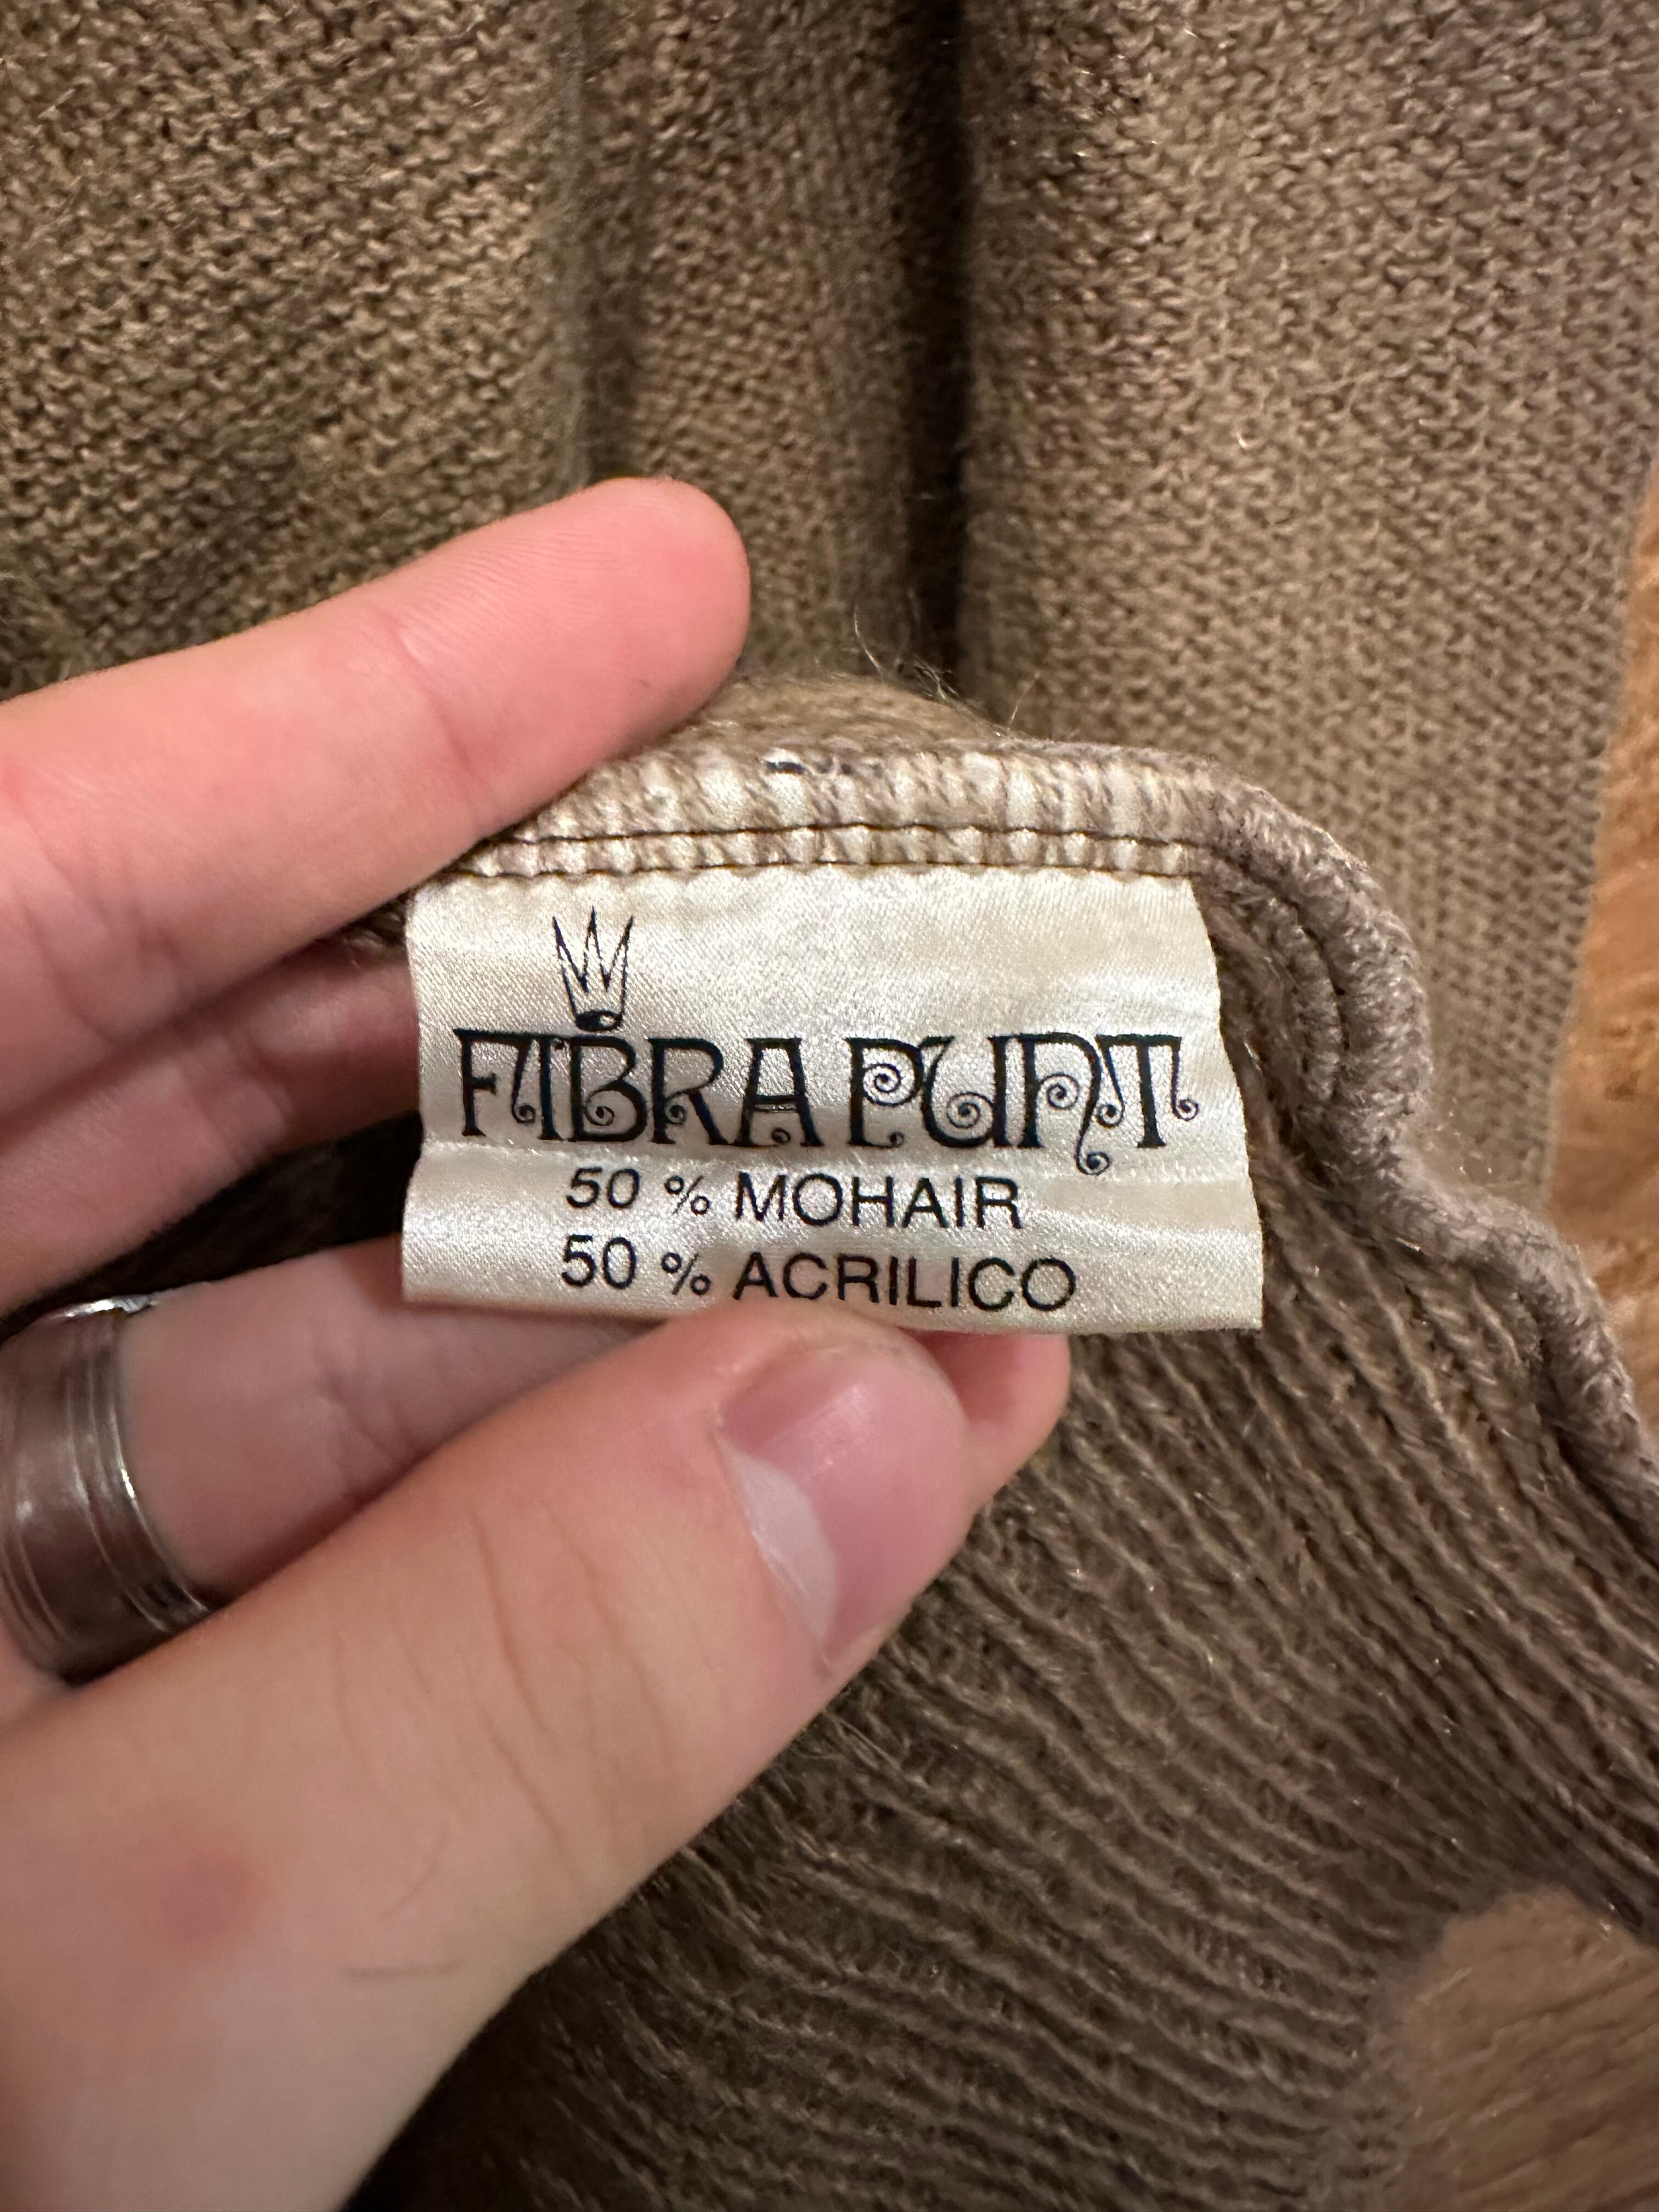 FIBRA PUNT
50 % MOHAIR
50 % ACRILICO